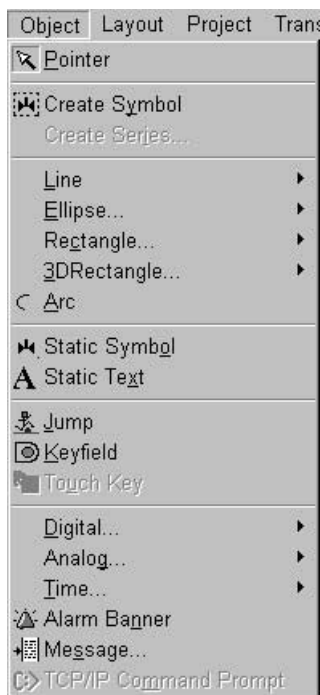 Object Layout Project Trans
Pointer
Create Symbol
Create Series...
Line
Ellipse...
Rectangle...
3DRectangle...
Arc
Static Symbol
Static Text
Jump
Keyfield
Touch Key
Digital...
Analog...
Time...
Alarm Banner
Message...
TCP/IP Command Prompt